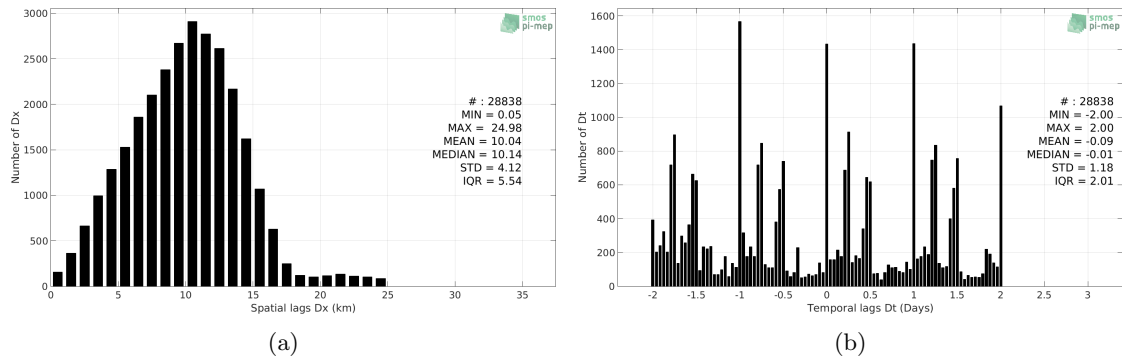 3000
2500
2000
1500
1000
500
0
Number of Dx
0 5 10 15 20 25 30 35
Spatial lags Dx (km)
smos
pi-mep
# : 28838
MIN = 0.05
MAX = 24.98
MEAN = 10.04
MEDIAN = 10.14
STD = 4.12
IQR = 5.54
(a)
1600
1400
1200
1000
800
600
400
200
0
Number of Dt
-2 -1.5 -1 -0.5 0 0.5 1 1.5 2 2.5 3
Temporal lags Dt (Days)
smos
pi-mep
# : 28838
MIN = -2.00
MAX = 2.00
MEAN = -0.09
MEDIAN = -0.01
STD = 1.18
IQR = 2.01
(b)